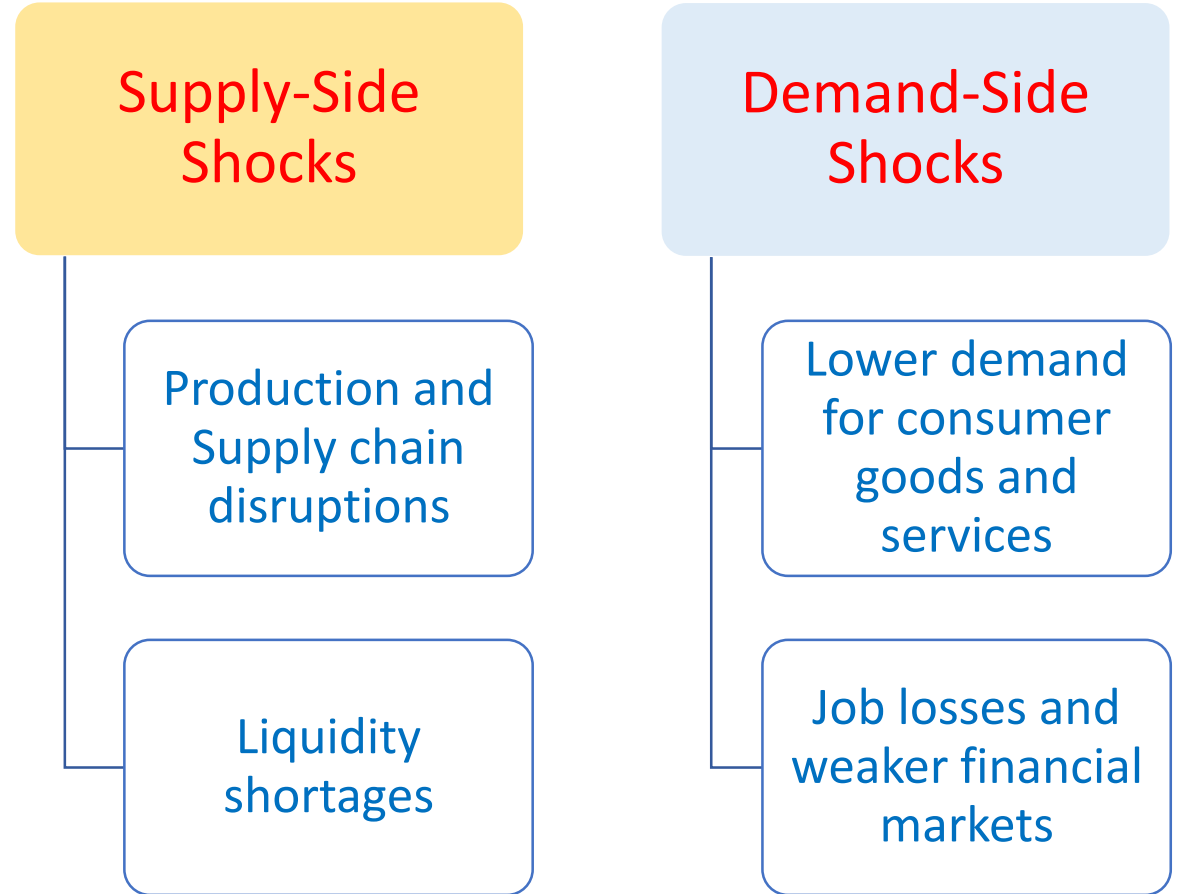 Supply-Side
Shocks
Production and
Supply chain
disruptions
Liquidity
shortages
Demand-Side
Shocks
Lower demand
for consumer
goods and
services
Job losses and
weaker financial
markets